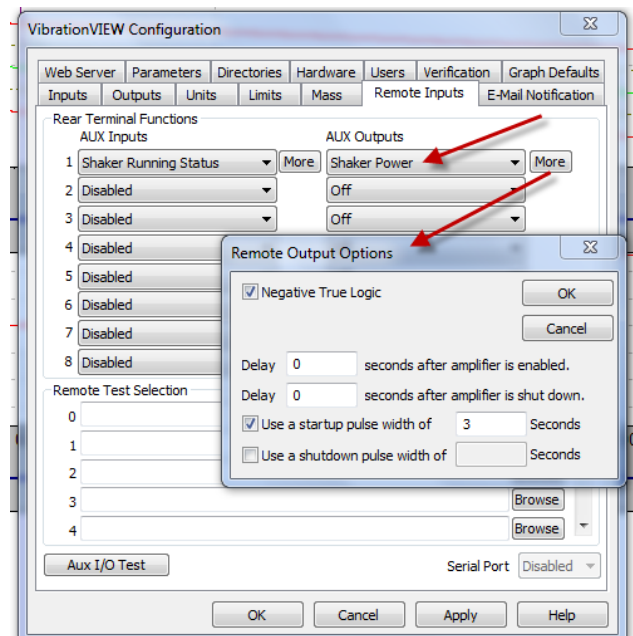 VibrationVIEW Configuration
Web Server Parameters Directories Hardware Users Verification Graph Defaults
Inputs Outputs Units Limits Mass Remote Inputs E-Mail Notification
Rear Terminal Functions
AUX Inputs AUX Outputs
1 Shaker Running Status More Shaker Power More
2 Disabled Off
3 Disabled Off
4 Disabled
5 Disabled
6 Disabled
7 Disabled
8 Disabled
Remote Output Options
Negative True Logic OK
Cancel
Delay 0 seconds after amplifier is enabled.
Delay 0 seconds after amplifier is shut down.
Use a startup pulse width of 3 Seconds
Use a shutdown pulse width of Seconds
Remote Test Selection
0
1
2
3 Browse
4 Browse
Aux I/O Test Serial Port Disabled
OK Cancel Apply Help